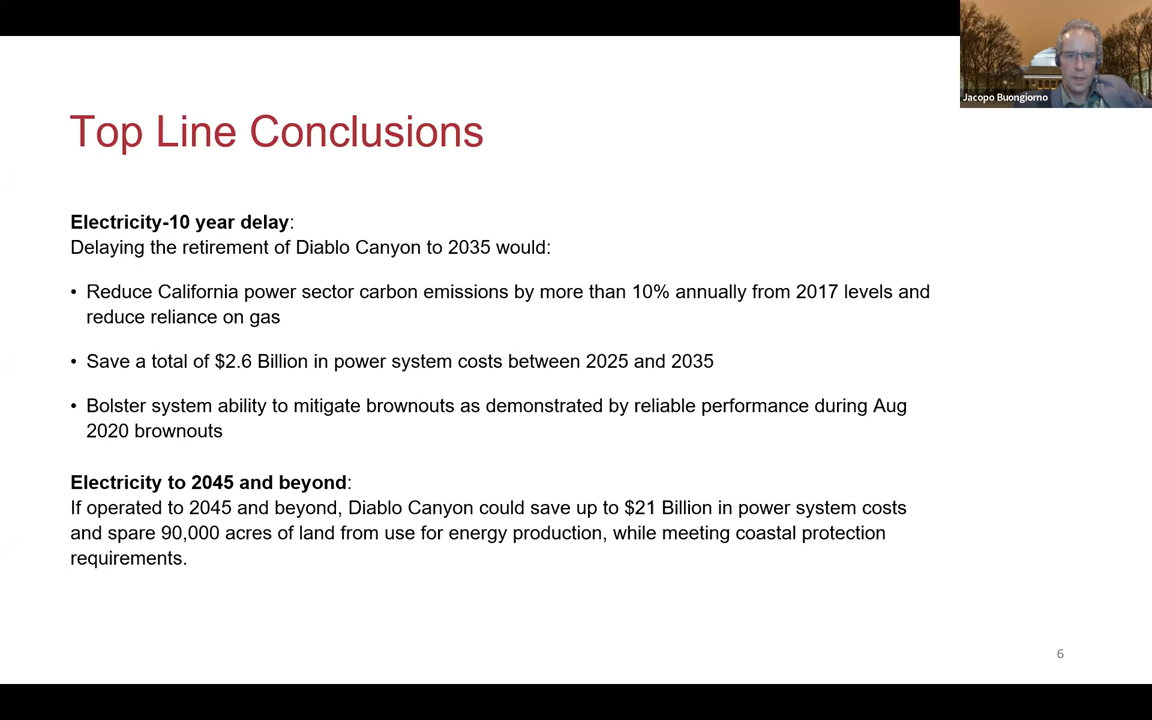 Jacopo Buongiorno
Top Line Conclusions
Electricity-10 year delay:
Delaying the retirement of Diablo Canyon to 2035 would:
• Reduce California power sector carbon emissions by more than 10% annually from 2017 levels and
reduce reliance on gas
• Save a total of $2.6 Billion in power system costs between 2025 and 2035
• Bolster system ability to mitigate brownouts as demonstrated by reliable performance during Aug
2020 brownouts
Electricity to 2045 and beyond:
If operated to 2045 and beyond, Diablo Canyon could save up to $21 Billion in power system costs
and spare 90,000 acres of land from use for energy production, while meeting coastal protection
requirements.
6